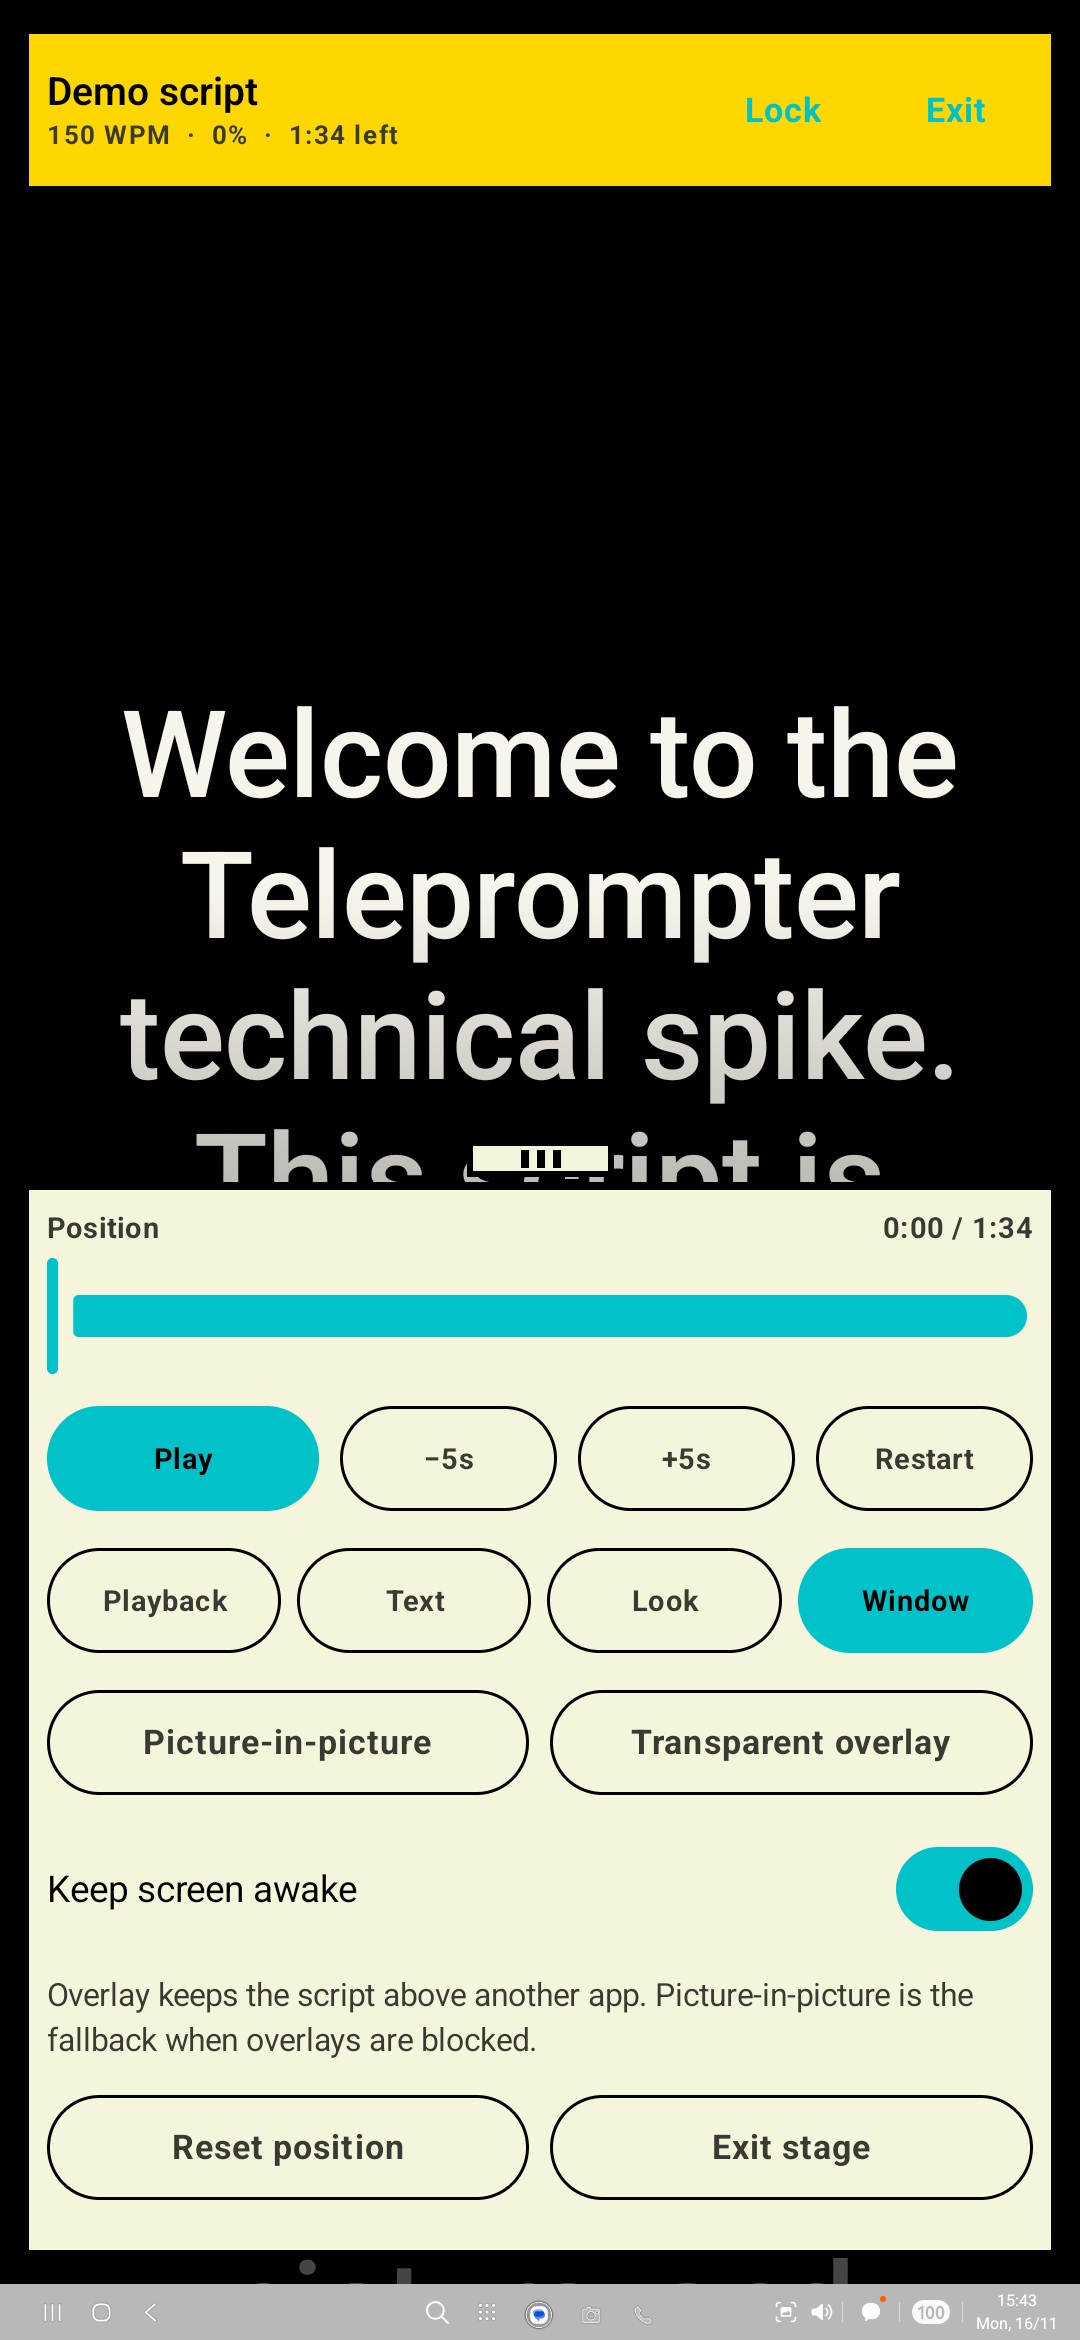 Demo script
150 WPM · 0% · 1:34 left
Lock
Exit
Welcome to the
Teleprompter
technical spike.
This script is
Position
0:00 / 1:34
Play
−5s
+5s
Restart
Playback
Text
Look
Window
Picture-in-picture
Transparent overlay
Keep screen awake
Overlay keeps the script above another app. Picture-in-picture is the
fallback when overlays are blocked.
Reset position
Exit stage
100
15:43
Mon, 16/11